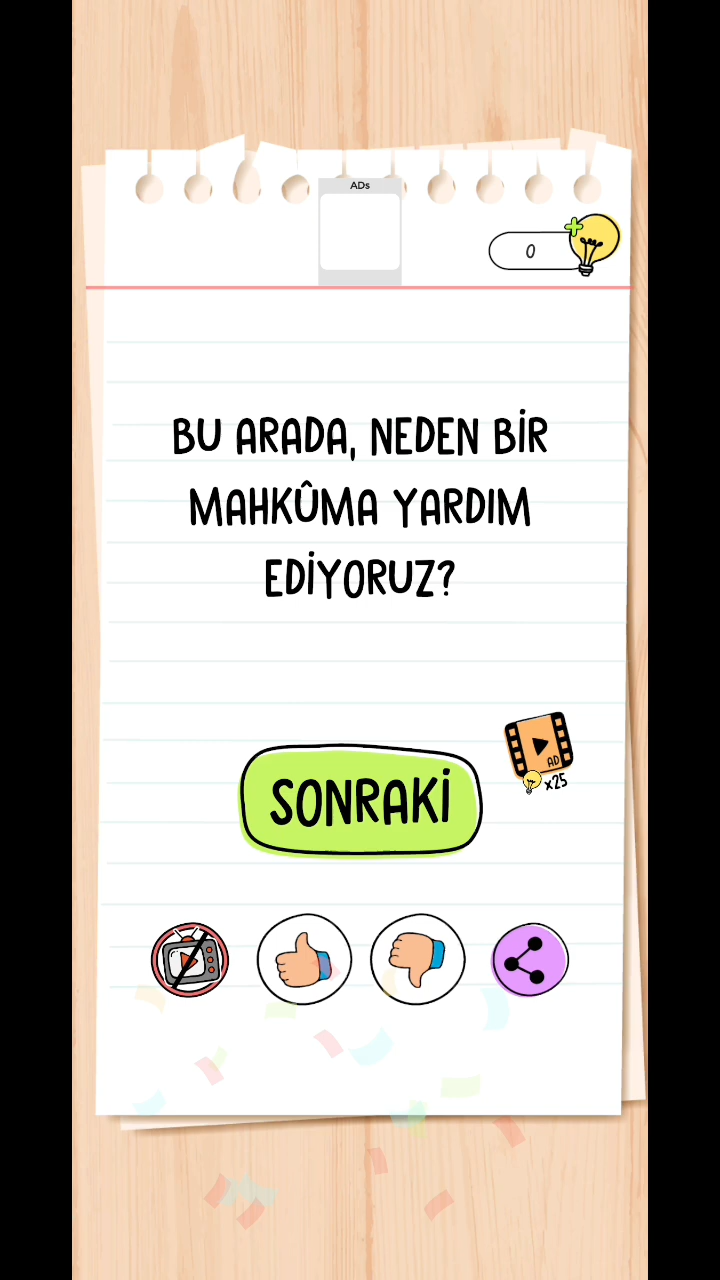 ADs
0
BU ARADA, NEDEN BİR
MAHKÛMA YARDIM
EDİYORUZ?
AD
x25
SONRAKİ